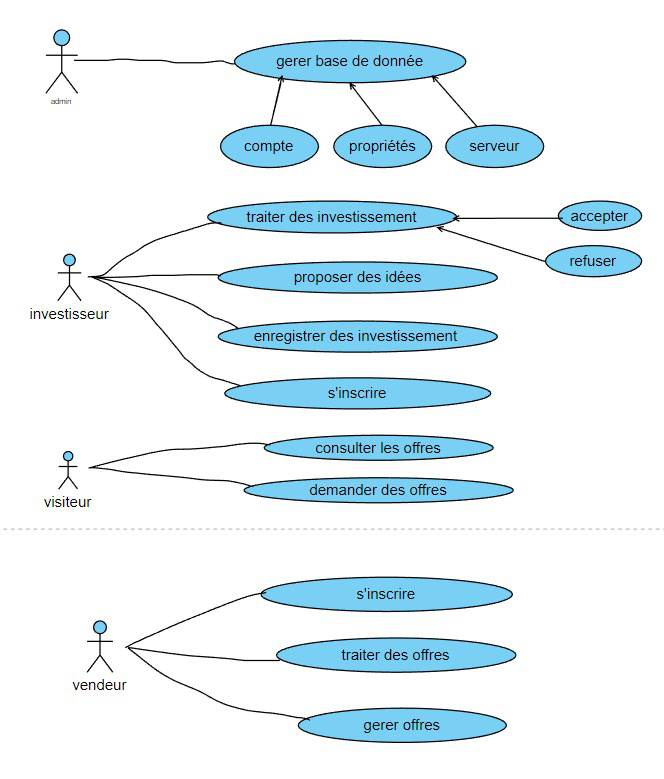 gerer base de donnée
admin
compte
propriétés
serveur
traiter des investissement
accepter
refuser
proposer des idées
investisseur
enregistrer des investissement
s'inscrire
consulter les offres
visiteur
demander des offres
s'inscrire
traiter des offres
vendeur
gerer offres